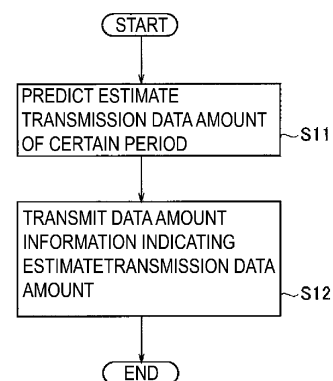 START
PREDICT ESTIMATE
TRANSMISSION DATA AMOUNT
OF CERTAIN PERIOD
S11
TRANSMIT DATA AMOUNT
INFORMATION INDICATING
ESTIMATETRANSMISSION DATA
AMOUNT
S12
END